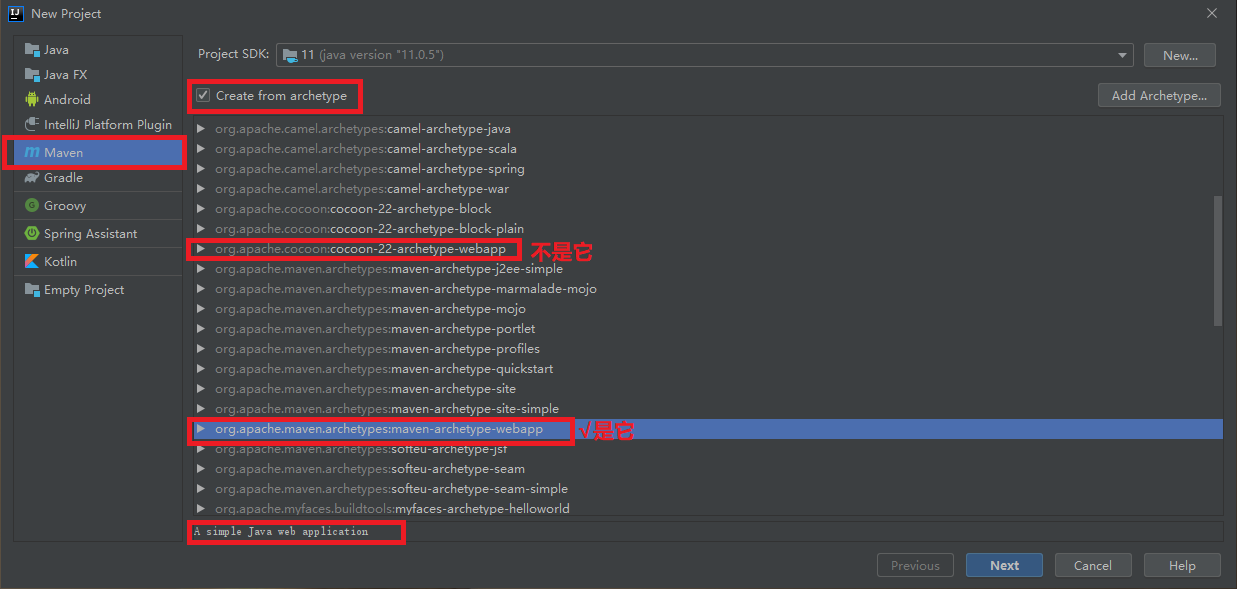 New Project
Java
Java FX
Android
IntelliJ Platform Plugin
Maven
Gradle
Groovy
Spring Assistant
Kotlin
Empty Project
Project SDK: 11 (java version "11.0.5") New...
Create from archetype Add Archetype...
org.apache.camel.archetypes:camel-archetype-java
org.apache.camel.archetypes:camel-archetype-scala
org.apache.camel.archetypes:camel-archetype-spring
org.apache.camel.archetypes:camel-archetype-war
org.apache.cocoon:cocoon-22-archetype-block
org.apache.cocoon:cocoon-22-archetype-block-plain
org.apache.cocoon:cocoon-22-archetype-webapp 不是它
org.apache.maven.archetypes:maven-archetype-j2ee-simple
org.apache.maven.archetypes:maven-archetype-marmalade-mojo
org.apache.maven.archetypes:maven-archetype-mojo
org.apache.maven.archetypes:maven-archetype-portlet
org.apache.maven.archetypes:maven-archetype-profiles
org.apache.maven.archetypes:maven-archetype-quickstart
org.apache.maven.archetypes:maven-archetype-site
org.apache.maven.archetypes:maven-archetype-site-simple
org.apache.maven.archetypes:maven-archetype-webapp √是它
org.apache.maven.archetypes:softeu-archetype-jsf
org.apache.maven.archetypes:softeu-archetype-seam
org.apache.maven.archetypes:softeu-archetype-seam-simple
org.apache.myfaces.buildtools:myfaces-archetype-helloworld
A simple Java web application
Previous Next Cancel Help